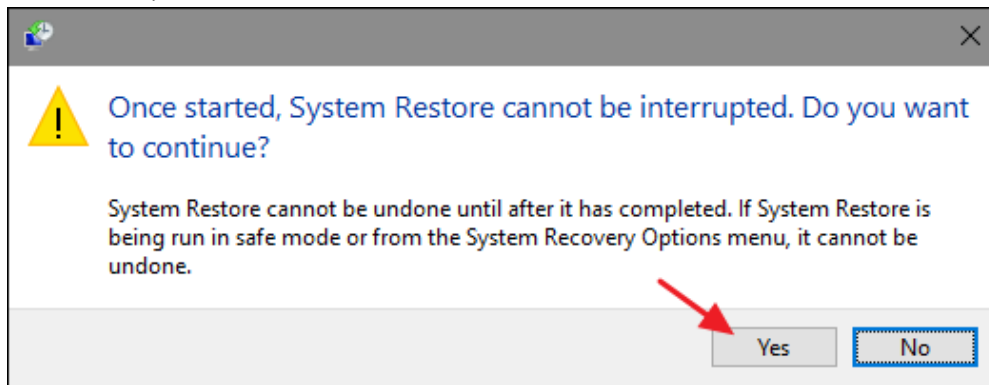 Once started, System Restore cannot be interrupted. Do you want
to continue?
System Restore cannot be undone until after it has completed. If System Restore is
being run in safe mode or from the System Recovery Options menu, it cannot be
undone.
Yes No